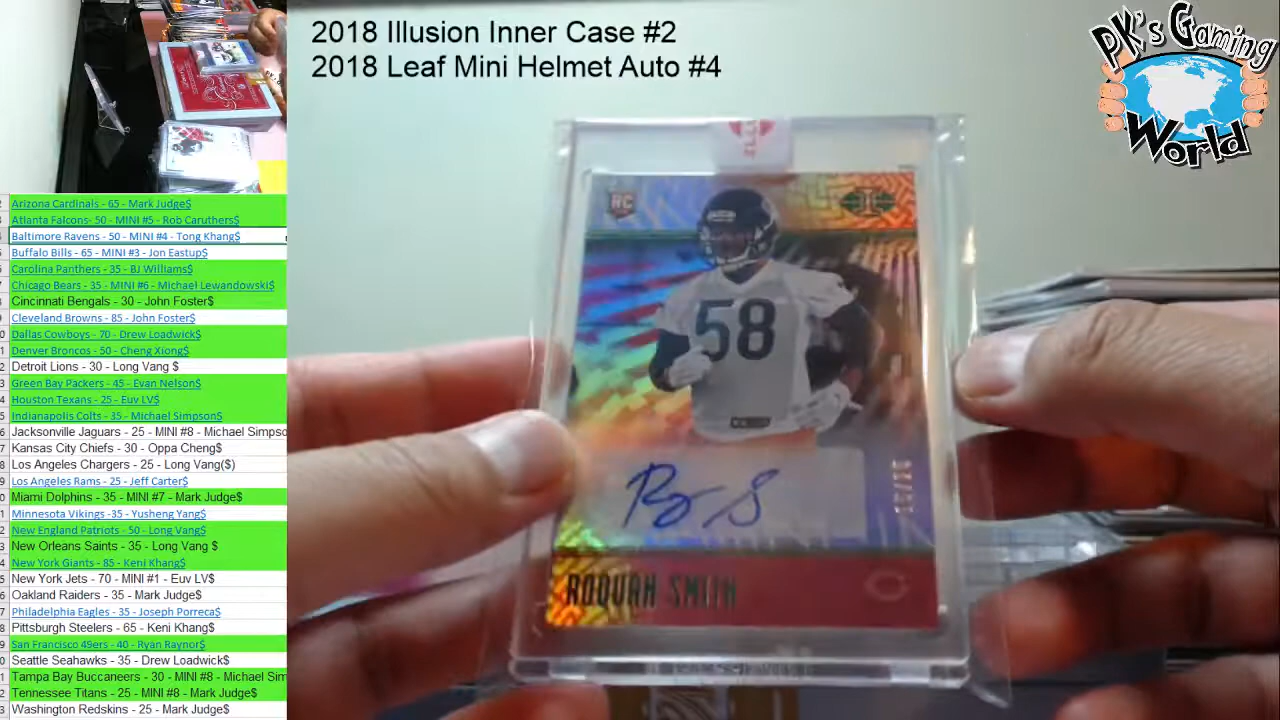 2018 Illusion Inner Case #2
2018 Leaf Mini Helmet Auto #4
PK's Gaming
World
Arizona Cardinals - 65 - Mark Judge$
Atlanta Falcons- 50 - MINI #5 - Rob Caruthers$
Baltimore Ravens - 50 - MINI #4 - Tong Khang$
Buffalo Bills - 65 - MINI #3 - Jon Eastup$
Carolina Panthers - 35 - BJ Williams$
Chicago Bears - 35 - MINI #6 - Michael Lewandowski$
Cincinnati Bengals - 30 - John Foster$
Cleveland Browns - 85 - John Foster$
Dallas Cowboys - 70 - Drew Loadwick$
Denver Broncos - 50 - Cheng Xiong$
Detroit Lions - 30 - Long Vang $
Green Bay Packers - 45 - Evan Nelson$
Houston Texans - 25 - Euv LV$
Indianapolis Colts - 35 - Michael Simpson$
Jacksonville Jaguars - 25 - MINI #8 - Michael Simpso
Kansas City Chiefs - 30 - Oppa Cheng$
Los Angeles Chargers - 25 - Long Vang($)
Los Angeles Rams - 25 - Jeff Carter$
Miami Dolphins - 35 - MINI #7 - Mark Judge$
Minnesota Vikings -35 - Yusheng Yang$
New England Patriots - 50 - Long Vang$
New Orleans Saints - 35 - Long Vang $
New York Giants - 85 - Keni Khang$
New York Jets - 70 - MINI #1 - Euv LV$
Oakland Raiders - 35 - Mark Judge$
Philadelphia Eagles - 35 - Joseph Porreca$
Pittsburgh Steelers - 65 - Keni Khang$
San Francisco 49ers - 40 - Ryan Raynor$
Seattle Seahawks - 35 - Drew Loadwick$
Tampa Bay Buccaneers - 30 - MINI #8 - Michael Sim
Tennessee Titans - 25 - MINI #8 - Mark Judge$
Washington Redskins - 25 - Mark Judge$
RC
58
ROQUAN SMITH